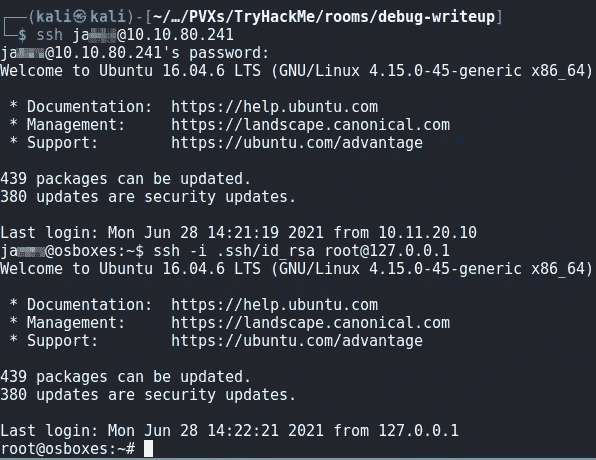 ┌──(kali㉿kali)-[~/…/PVXs/TryHackMe/rooms/debug-writeup]
└─$ ssh ja @10.10.80.241
ja @10.10.80.241's password:
Welcome to Ubuntu 16.04.6 LTS (GNU/Linux 4.15.0-45-generic x86_64)
* Documentation: https://help.ubuntu.com
* Management: https://landscape.canonical.com
* Support: https://ubuntu.com/advantage
439 packages can be updated.
380 updates are security updates.
Last login: Mon Jun 28 14:21:19 2021 from 10.11.20.10
ja @osboxes:~$ ssh -i .ssh/id_rsa root@127.0.0.1
Welcome to Ubuntu 16.04.6 LTS (GNU/Linux 4.15.0-45-generic x86_64)
* Documentation: https://help.ubuntu.com
* Management: https://landscape.canonical.com
* Support: https://ubuntu.com/advantage
439 packages can be updated.
380 updates are security updates.
Last login: Mon Jun 28 14:22:21 2021 from 127.0.0.1
root@osboxes:~#